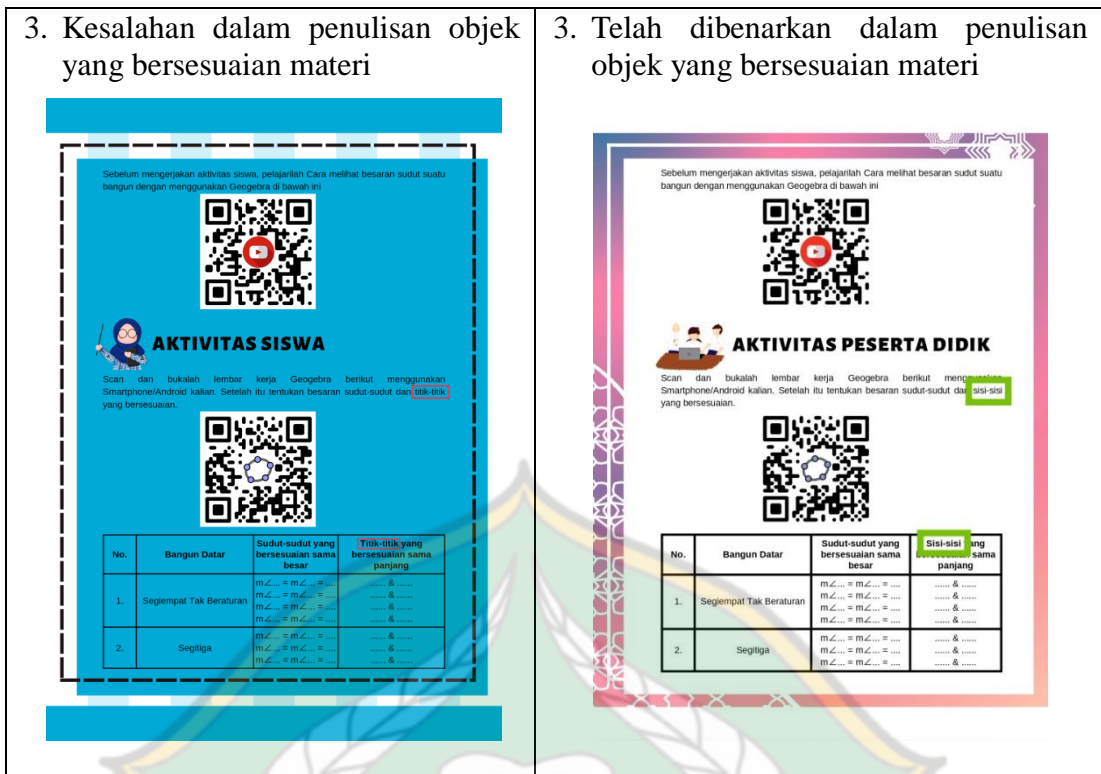 3. Kesalahan dalam penulisan objek
yang bersesuaian materi
Sebelum mengerjakan aktivitas siswa, pelajarilah Cara melihat besaran sudut suatu
bangun dengan menggunakan Geogebra di bawah ini
AKTIVITAS SISWA
Scan dan bukalah lembar kerja Geogebra berikut menggunakan
Smartphone/Android kalian. Setelah itu tentukan besaran sudut-sudut dan titik-titik
yang bersesuaian.
No. Bangun Datar Sudut-sudut yang bersesuaian sama besar Titik-titik yang bersesuaian sama panjang
1. Segiempat Tak Beraturan
m∠... = m∠... = .... ...... & ......
m∠... = m∠... = .... ...... & ......
m∠... = m∠... = .... ...... & ......
m∠... = m∠... = .... ...... & ......
2. Segitiga
m∠... = m∠... = .... ...... & ......
m∠... = m∠... = .... ...... & ......
m∠... = m∠... = .... ...... & ......
3. Telah dibenarkan dalam penulisan
objek yang bersesuaian materi
Sebelum mengerjakan aktivitas siswa, pelajarilah Cara melihat besaran sudut suatu
bangun dengan menggunakan Geogebra di bawah ini
AKTIVITAS PESERTA DIDIK
Scan dan bukalah lembar kerja Geogebra berikut
Smartphone/Android kalian. Setelah itu tentukan besaran sudut-sudut dan sisi-sisi
yang bersesuaian.
No. Bangun Datar Sudut-sudut yang bersesuaian sama besar Sisi-sisi yang sama panjang
1. Segiempat Tak Beraturan
m∠... = m∠... = .... ...... & ......
m∠... = m∠... = .... ...... & ......
m∠... = m∠... = .... ...... & ......
m∠... = m∠... = .... ...... & ......
2. Segitiga
m∠... = m∠... = .... ...... & ......
m∠... = m∠... = .... ...... & ......
m∠... = m∠... = .... ...... & ......